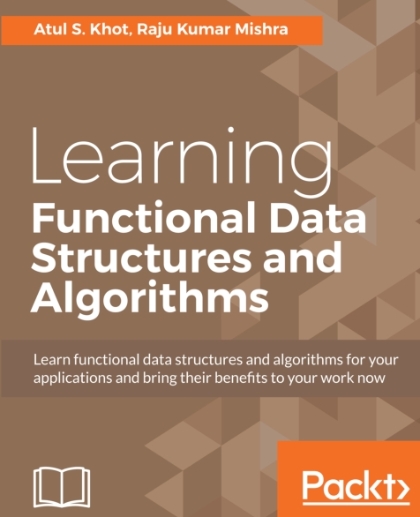 Atul S. Khot, Raju Kumar Mishra
Learning
Functional Data
Structures and
Algorithms
Learn functional data structures and algorithms for your
applications and bring their benefits to your work now
Packt>